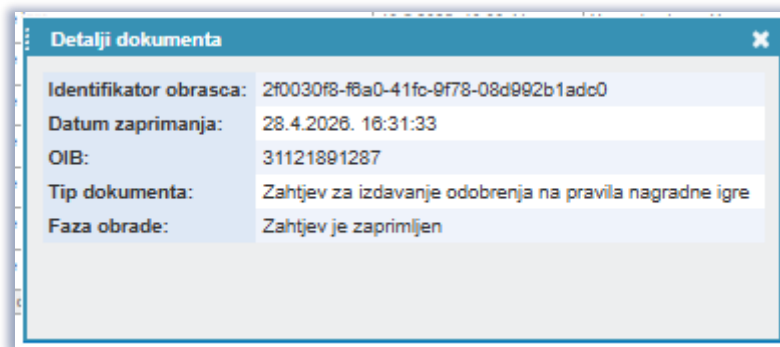 Detalji dokumenta
Identifikator obrasca: 2f0030f8-f6a0-41fc-9f78-08d992b1adc0
Datum zaprimanja: 28.4.2026. 16:31:33
OIB: 31121891287
Tip dokumenta: Zahtjev za izdavanje odobrenja na pravila nagradne igre
Faza obrade: Zahtjev je zaprimljen